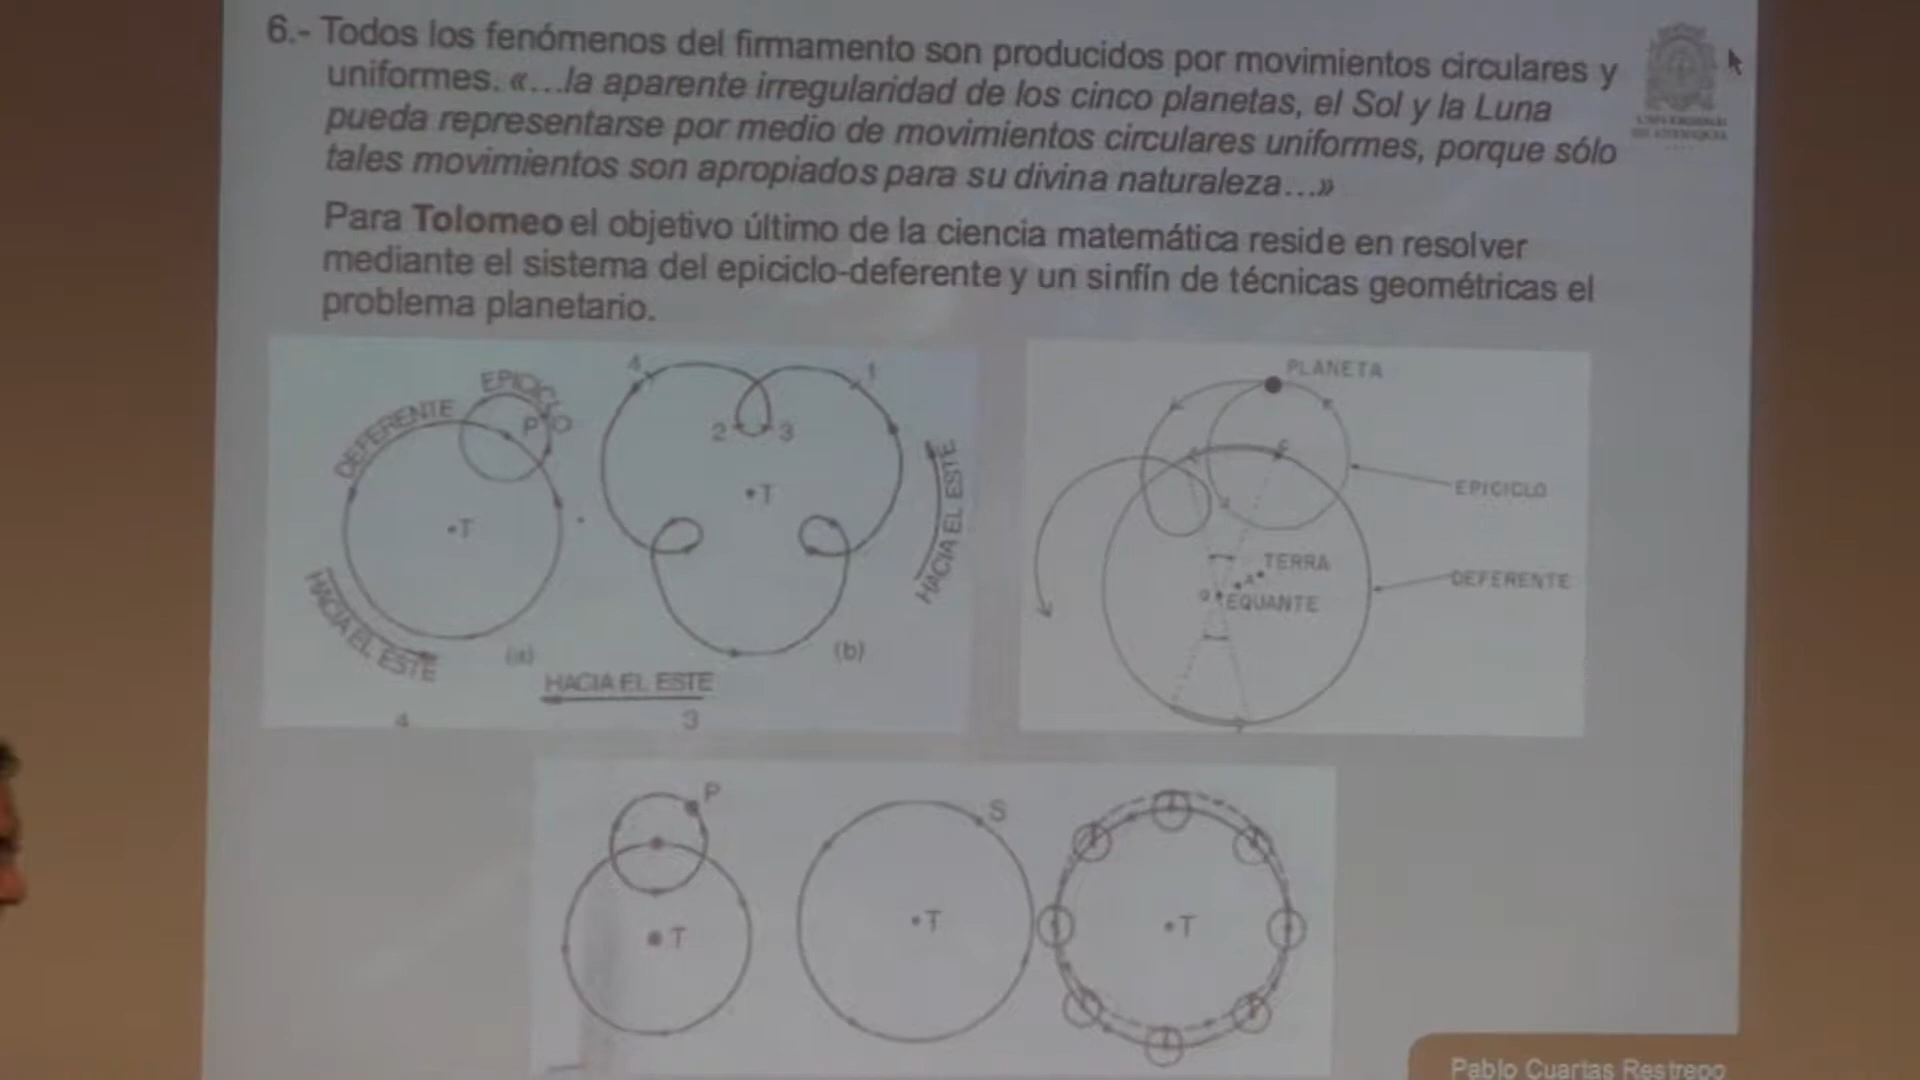 6.- Todos los fenómenos del firmamento son producidos por movimientos circulares y
uniformes. «...la aparente irregularidad de los cinco planetas, el Sol y la Luna
pueda representarse por medio de movimientos circulares uniformes, porque sólo
tales movimientos son apropiados para su divina naturaleza...»
Para Tolomeo el objetivo último de la ciencia matemática reside en resolver
mediante el sistema del epiciclo-deferente y un sinfín de técnicas geométricas el
problema planetario.
UNIVERSIDAD
DE ANTIOQUIA
DEFERENTE
EPICICLO
P
T
HACIA EL ESTE
(a)
4
1
2
3
T
HACIA EL ESTE
(b)
HACIA EL ESTE
4
3
PLANETA
EPICICLO
TERRA
DEFERENTE
EQUANTE
P
T
S
T
T
Pablo Cuartas Restrepo